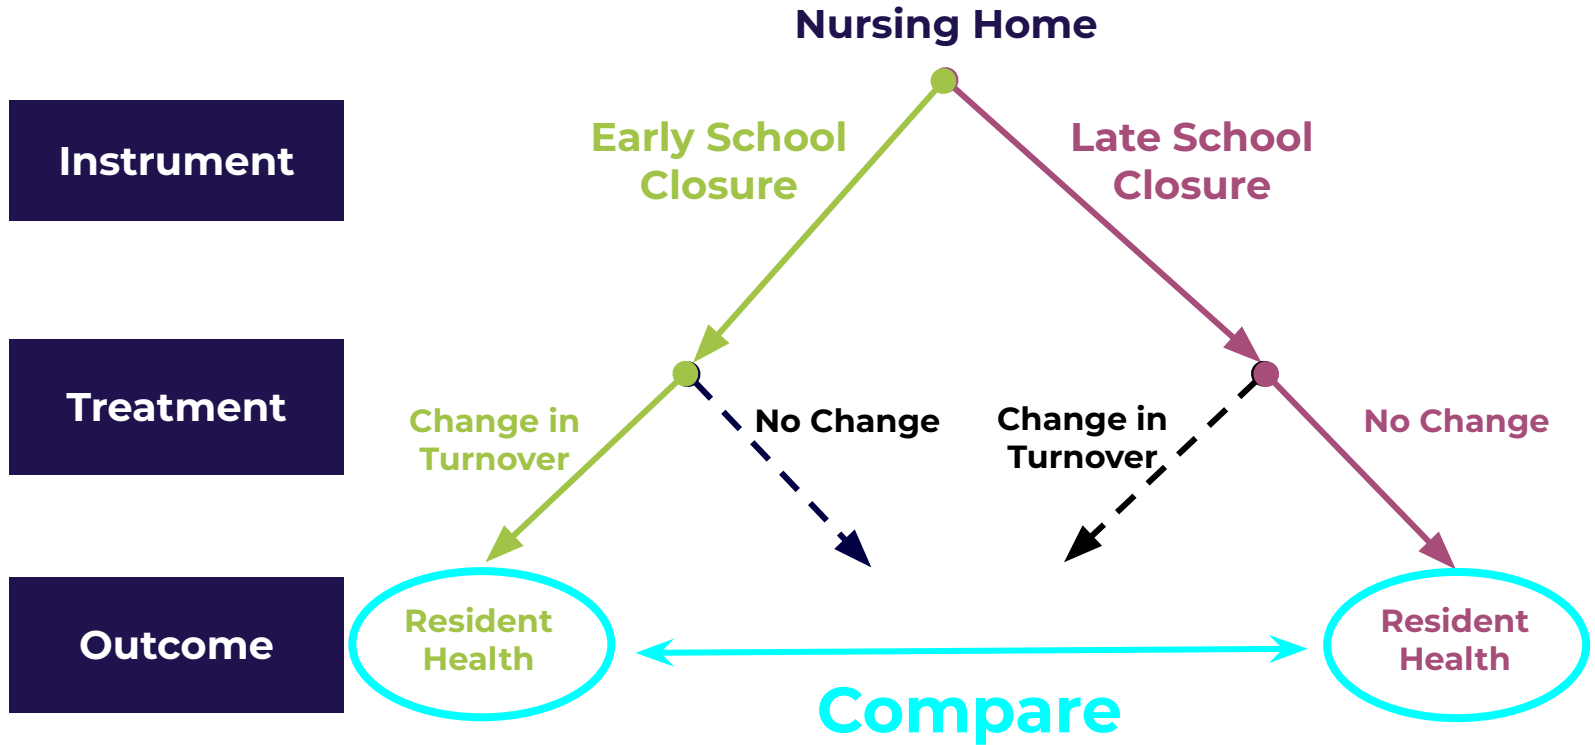 Nursing Home
Instrument
Early School
Closure
Late School
Closure
Treatment
Change in
Turnover
No Change
Change in
Turnover
No Change
Outcome
Resident
Health
Resident
Health
Compare